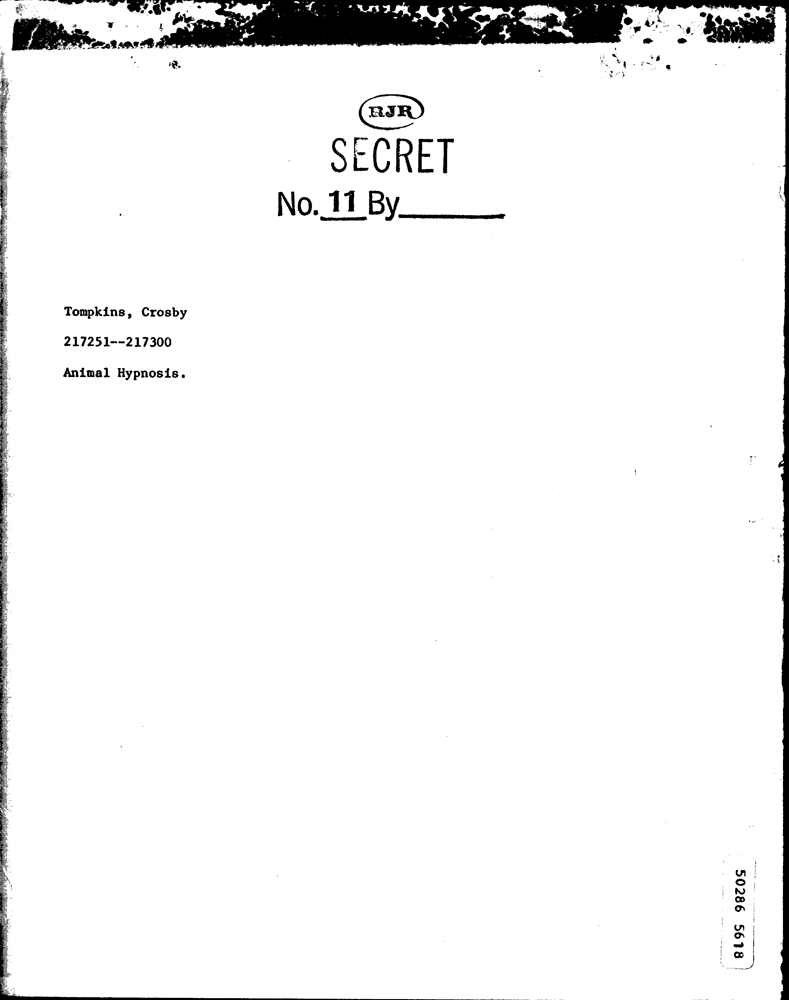 RJR
SECRET
No. 11 By
Tompkins, Crosby
217251--217300
Animal Hypnosis.
50286 5618